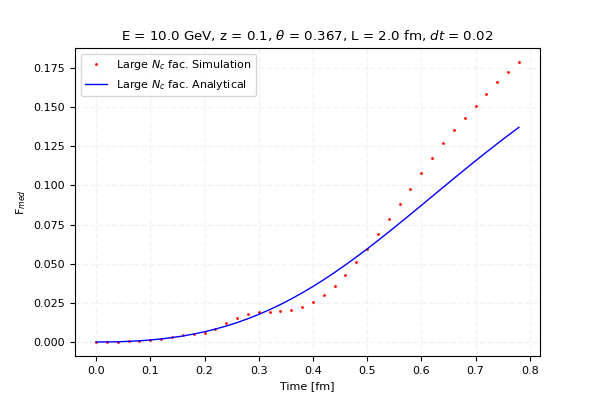 E = 10.0 GeV, z = 0.1, θ = 0.367, L = 2.0 fm, dt = 0.02
Large N_c fac. Simulation
Large N_c fac. Analytical
0.175
0.150
0.125
0.100
0.075
0.050
0.025
0.000
F_med
0.0 0.1 0.2 0.3 0.4 0.5 0.6 0.7 0.8
Time [fm]